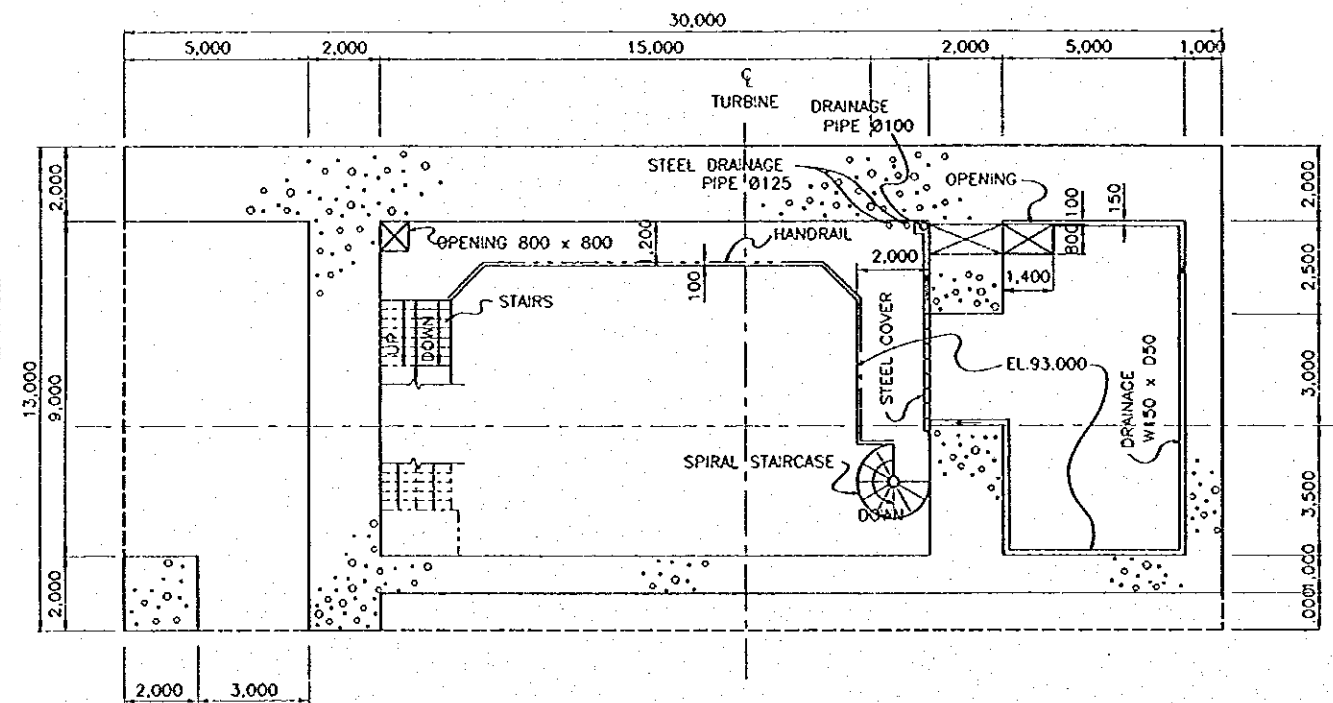 30,000
5,000
2,000
15,000
2,000
5,000
1,000
℄
TURBINE
DRAINAGE
PIPE Ø100
STEEL DRAINAGE
PIPE Ø125
OPENING
HANDRAIL
OPENING 800 x 800
200
100
2,000
800
100
150
1,400
STAIRS
UP
DOWN
STEEL COVER
EL.93.000
DRAINAGE
W150 x D50
SPIRAL STAIRCASE
DOWN
13,000
2,000
9,000
2,000
2,000
2,500
3,000
3,500
1,000
.000
2,000
3,000